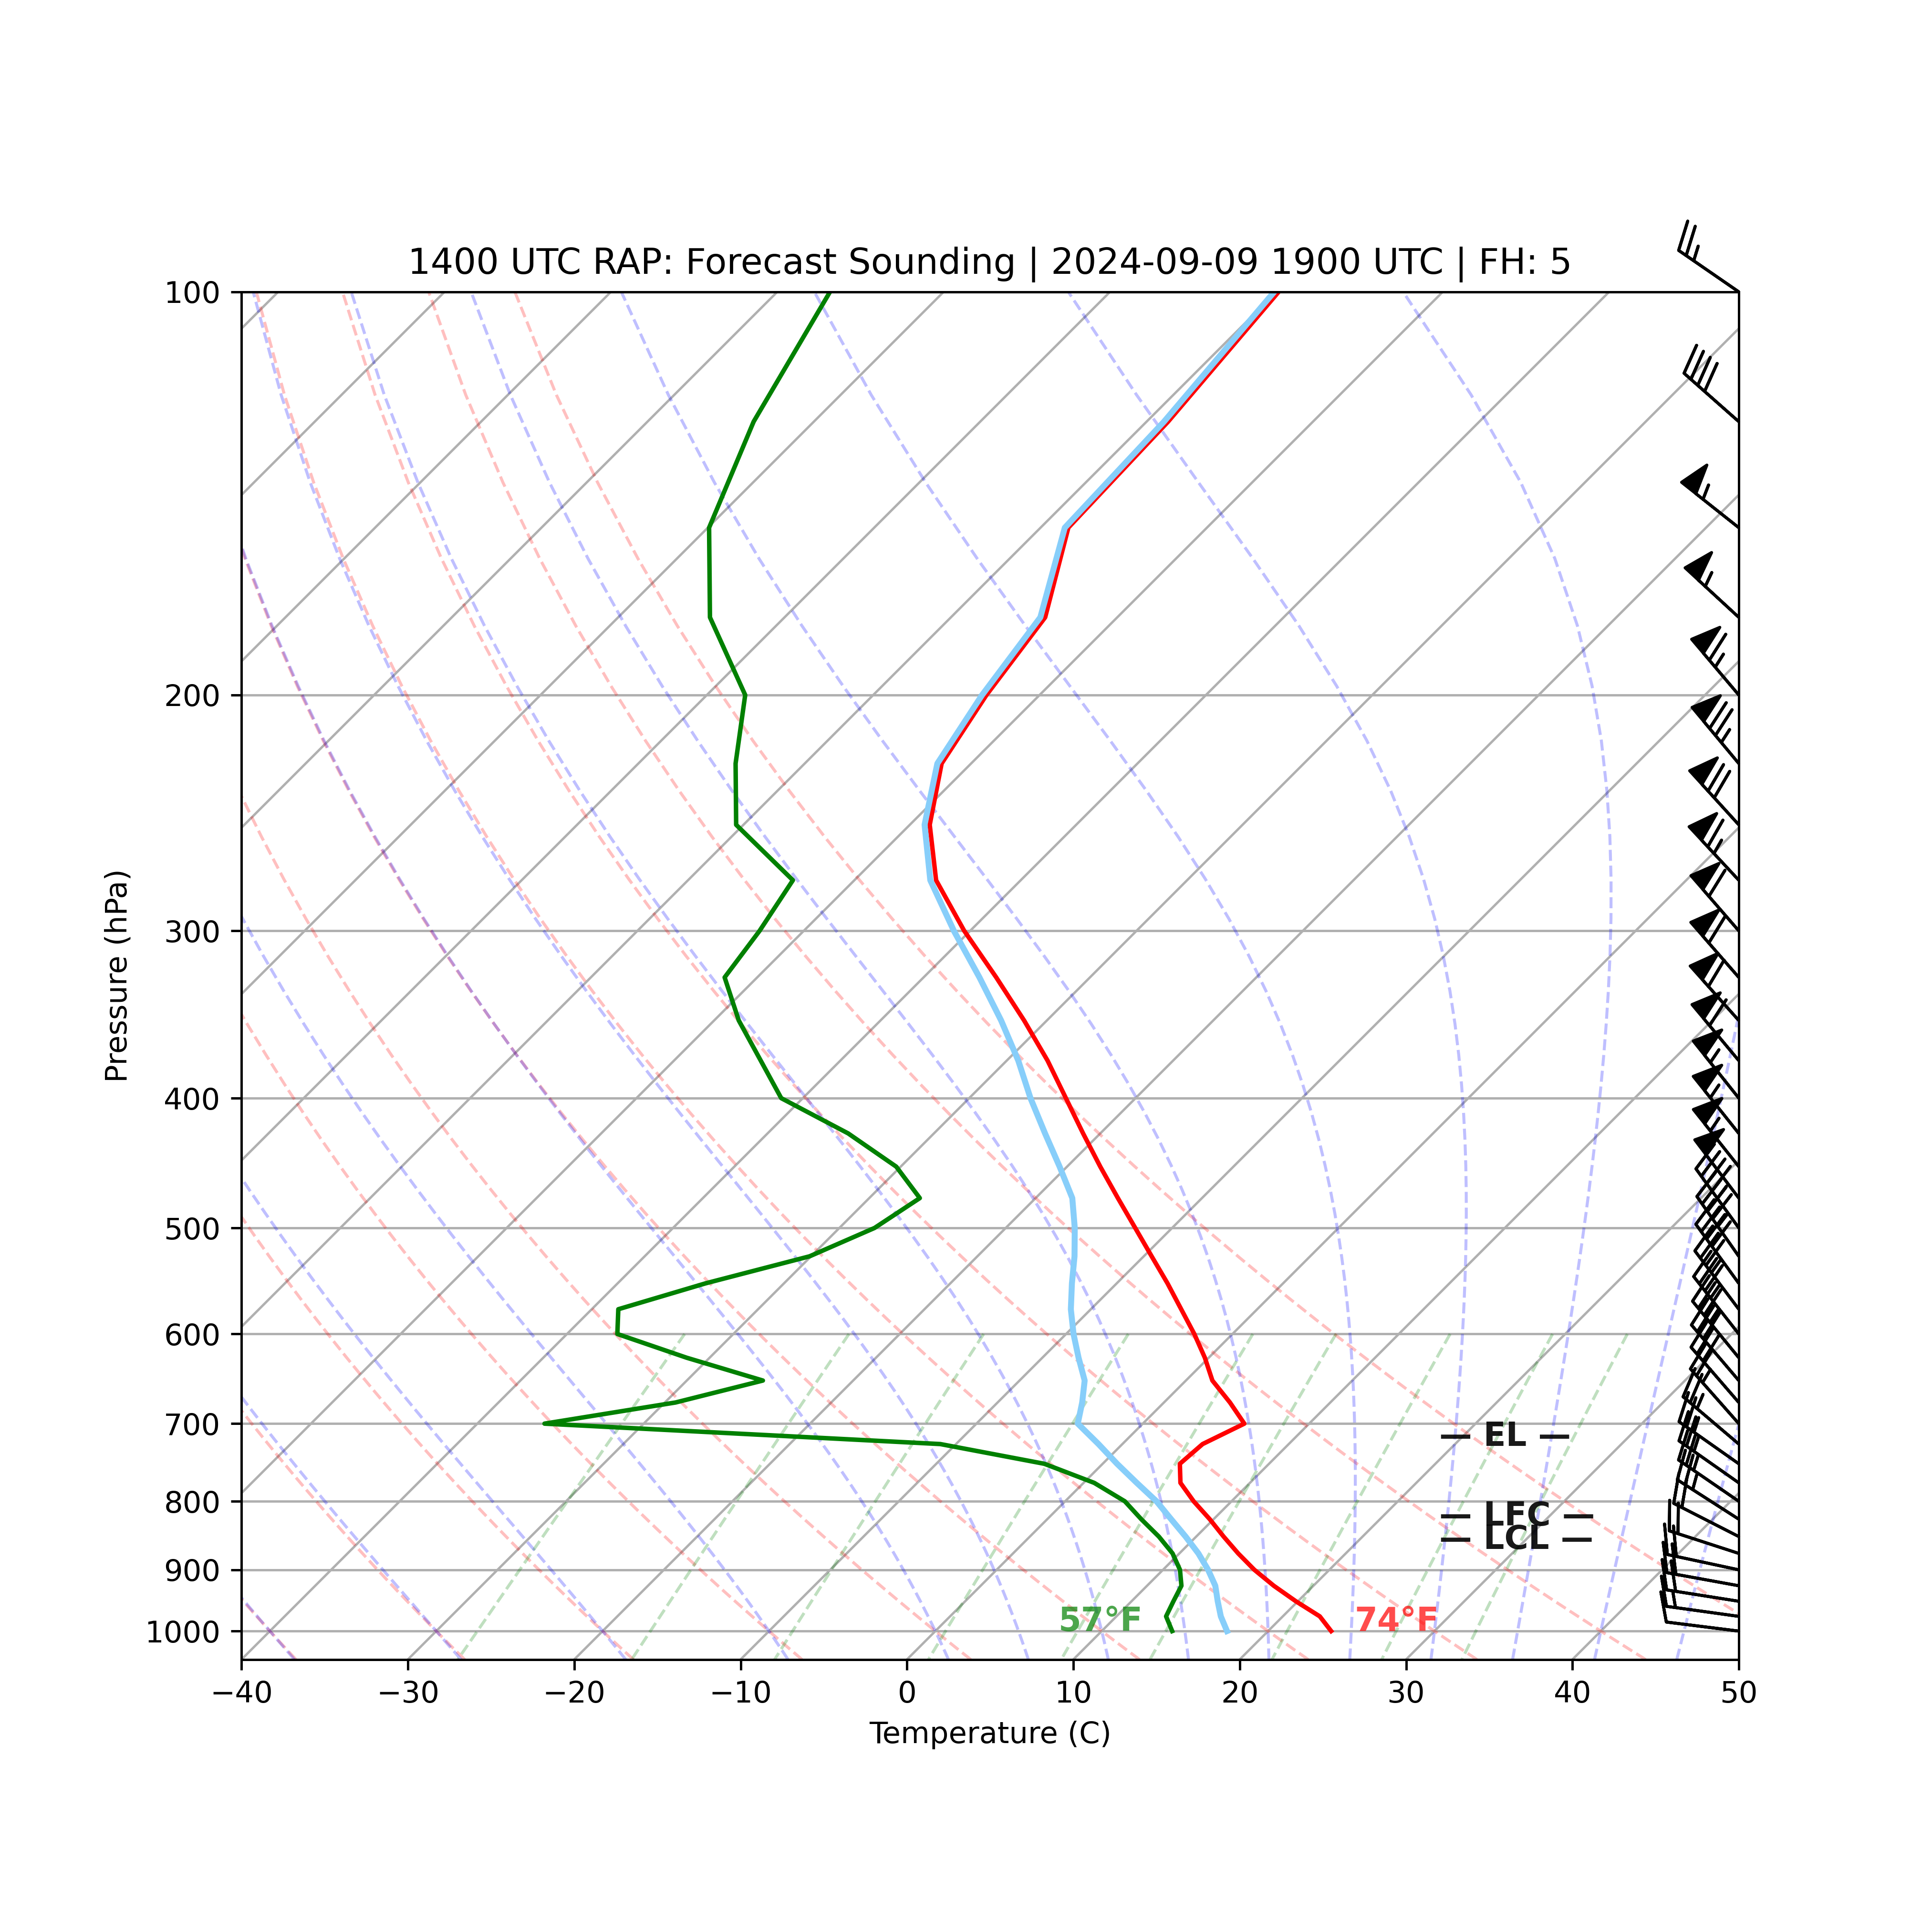 1400 UTC RAP: Forecast Sounding | 2024-09-09 1900 UTC | FH: 5
100
200
300
400
500
600
700
800
900
1000
Pressure (hPa)
— EL —
— LFC —
— LCL —
57°F
74°F
−40 −30 −20 −10 0 10 20 30 40 50
Temperature (C)